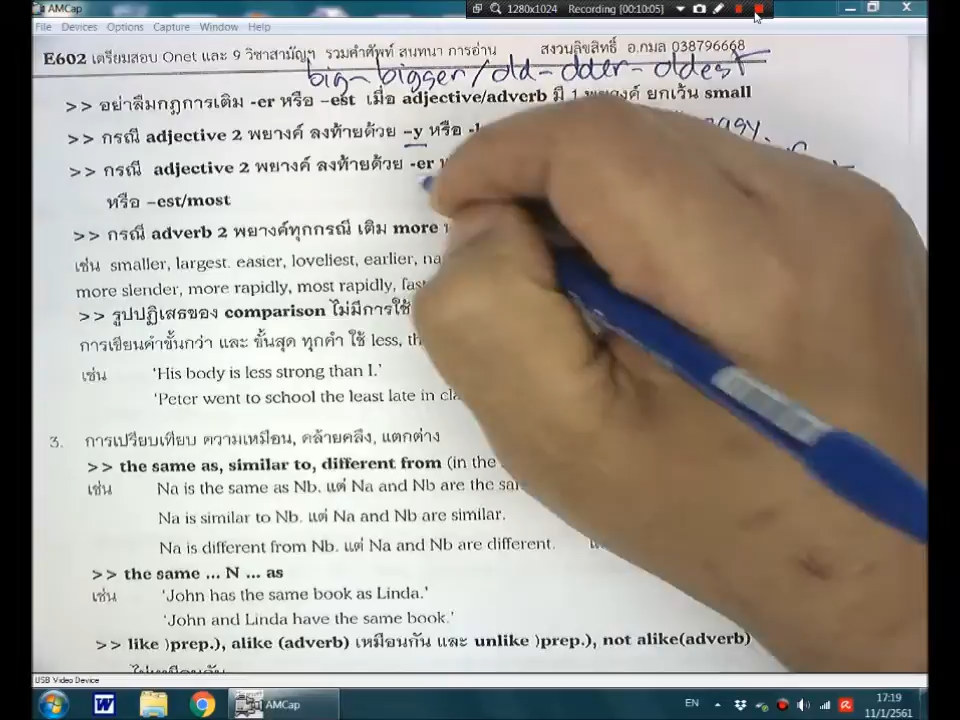 AMCap
1280x1024 Recording [00:10:05]
File Devices Options Capture Window Help
E602 เตรียมสอบ Onet และ 9 วิชาสามัญฯ รวมคำศัพท์ สนทนา การอ่าน สงวนลิขสิทธิ์ อ.กมล 038796668
big - bigger / old - older - oldest
>> อย่าลืมกฎการเติม -er หรือ –est เมื่อ adjective/adverb มี 1 พยางค์ ยกเว้น small
>> กรณี adjective 2 พยางค์ ลงท้ายด้วย –y หรือ easy.
>> กรณี adjective 2 พยางค์ ลงท้ายด้วย -er
หรือ –est/most
>> กรณี adverb 2 พยางค์ทุกกรณี เติม more
เช่น smaller, largest. easier, loveliest, earlier,
more slender, more rapidly, most rapidly,
>> รูปปฏิเสธของ comparison ไม่มีการใช้
การเขียนคำขั้นกว่า และ ขั้นสุด ทุกคำ ใช้ less,
เช่น 'His body is less strong than I.'
'Peter went to school the least late in
3. การเปรียบเทียบ ความเหมือน, คล้ายคลึง, แตกต่าง
>> the same as, similar to, different from (in the
เช่น Na is the same as Nb. แต่ Na and Nb are the
Na is similar to Nb. แต่ Na and Nb are similar.
Na is different from Nb. แต่ Na and Nb are different.
>> the same ... N ... as
เช่น 'John has the same book as Linda.'
'John and Linda have the same book.'
>> like )prep.), alike (adverb) เหมือนกัน และ unlike )prep.), not alike(adverb)
ไม่เหมือนกัน
USB Video Device
AMCap EN 17:19
11/1/2561